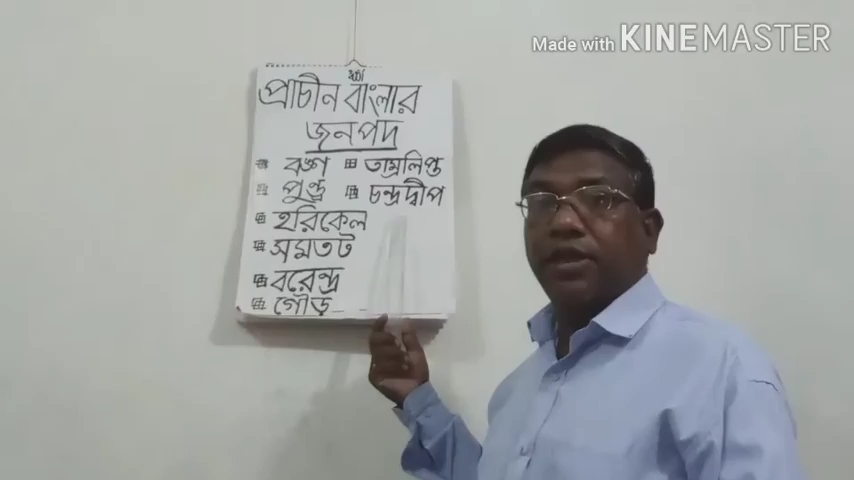 Made with KINEMASTER
প্রাচীন বাংলার
জনপদ
বঙ্গ
পুণ্ড্র
হরিকেল
সমতট
বরেন্দ্র
গৌড়
তাম্রলিপ্ত
চন্দ্রদ্বীপ